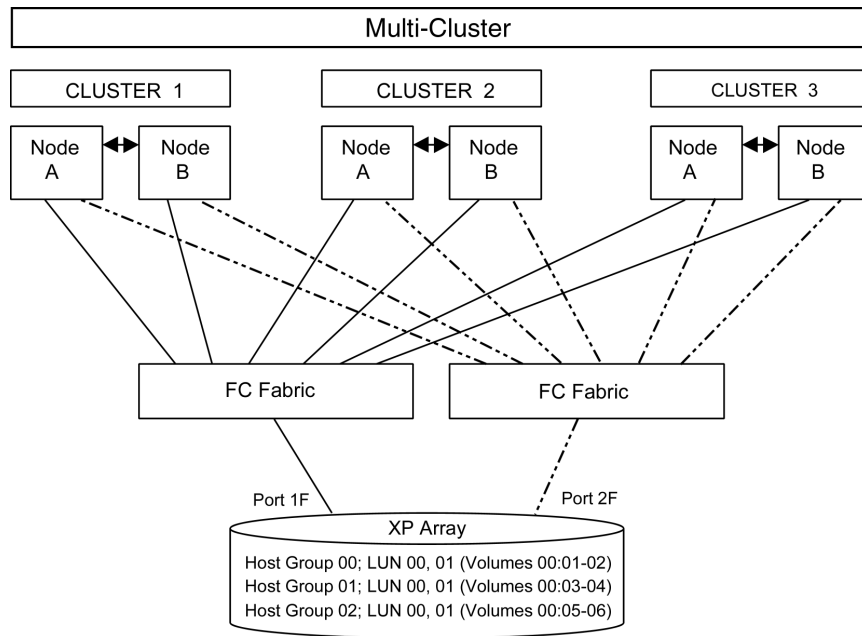 Multi-Cluster
CLUSTER 1
CLUSTER 2
CLUSTER 3
Node
A
Node
B
Node
A
Node
B
Node
A
Node
B
FC Fabric
FC Fabric
Port 1F
Port 2F
XP Array
Host Group 00; LUN 00, 01 (Volumes 00:01-02)
Host Group 01; LUN 00, 01 (Volumes 00:03-04)
Host Group 02; LUN 00, 01 (Volumes 00:05-06)